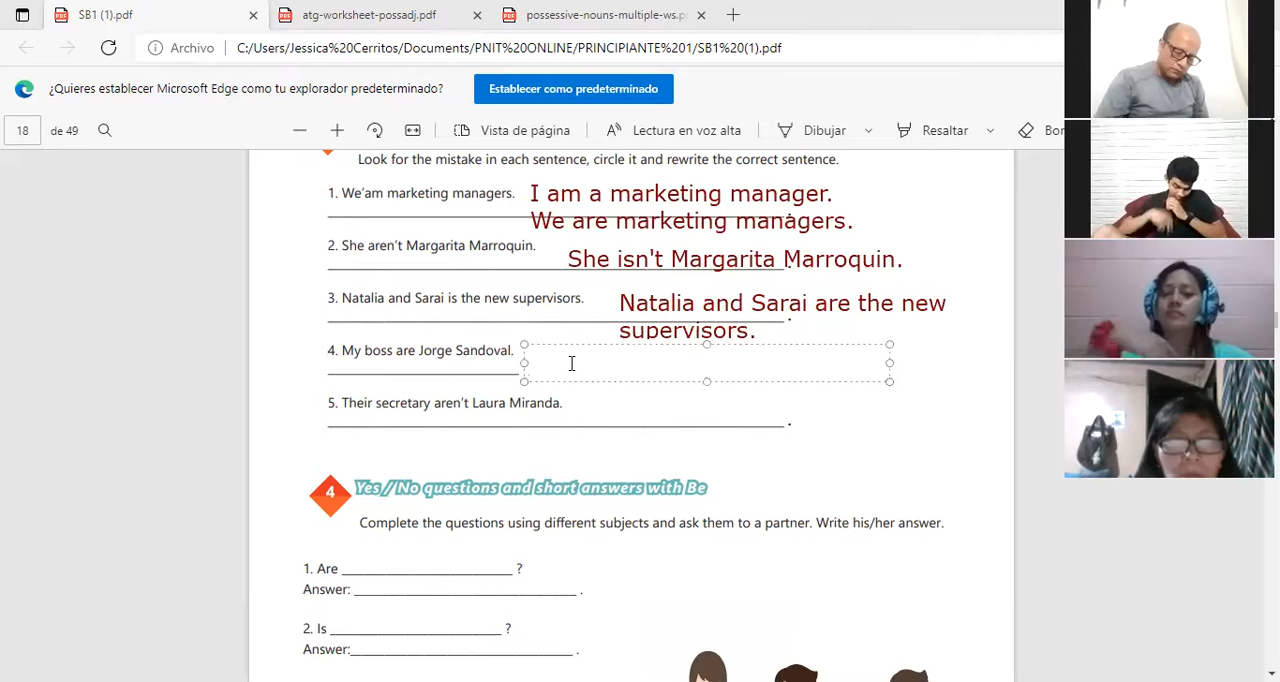 SB1 (1).pdf
atg-worksheet-possadj.pdf
possessive-nouns-multiple-ws.p
Archivo
C:/Users/Jessica%20Cerritos/Documents/PNIT%20ONLINE/PRINCIPIANTE%201/SB1%20(1).pdf
¿Quieres establecer Microsoft Edge como tu explorador predeterminado?
Establecer como predeterminado
18 de 49
Vista de página
Lectura en voz alta
Dibujar
Resaltar
Bor
Look for the mistake in each sentence, circle it and rewrite the correct sentence.
1. We'am marketing managers. I am a marketing manager.
We are marketing managers.
2. She aren't Margarita Marroquin.
She isn't Margarita Marroquin.
3. Natalia and Sarai is the new supervisors. Natalia and Sarai are the new
supervisors.
4. My boss are Jorge Sandoval.
5. Their secretary aren't Laura Miranda.
4 Yes/No questions and short answers with Be
Complete the questions using different subjects and ask them to a partner. Write his/her answer.
1. Are ______________________ ?
Answer: ____________________________ .
2. Is ______________________ ?
Answer:____________________________ .